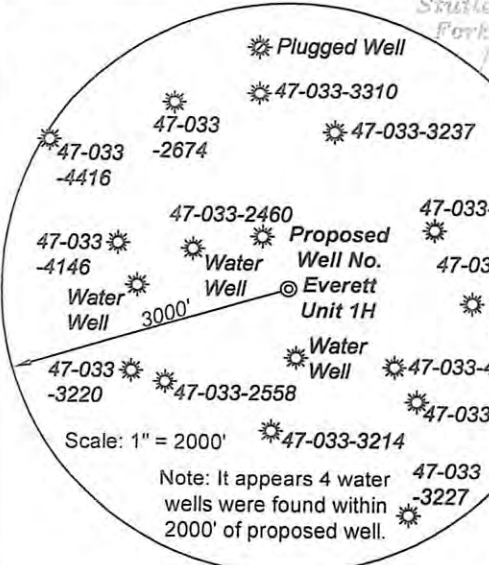 Plugged Well
47-033-3310
47-033
-2674
47-033-3237
47-033
-4416
47-033-2460
47-033-
47-033
-4146
Water
Well
Proposed
Well No.
Everett
Unit 1H
47-03
Water
Well
3000'
Water
Well
47-033
-3220
47-033-2558
47-033-4
47-033
Scale: 1" = 2000'
47-033-3214
Note: It appears 4 water
wells were found within
2000' of proposed well.
47-033
-3227